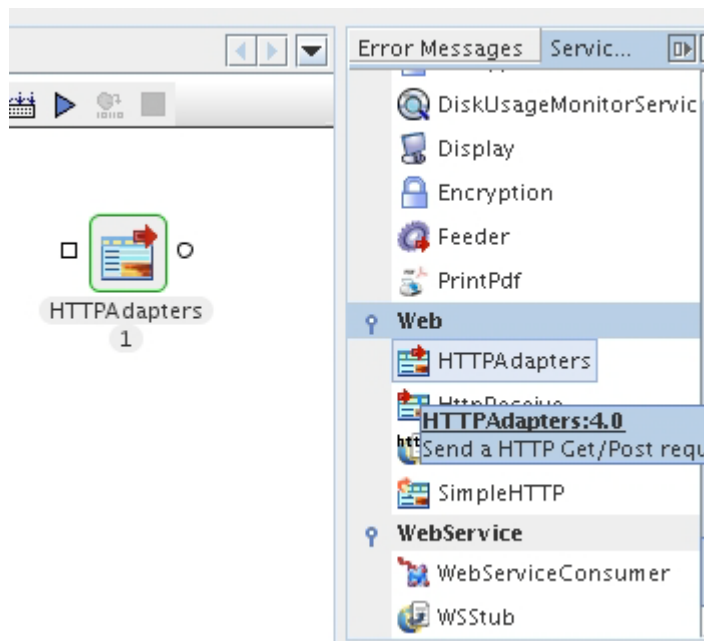 Error Messages Servic...
DiskUsageMonitorServic
Display
Encryption
Feeder
PrintPdf
Web
HTTPAdapters
HTTPAdapters:4.0
Send a HTTP Get/Post requ
SimpleHTTP
WebService
WebServiceConsumer
WSStub
HTTPAdapters
1